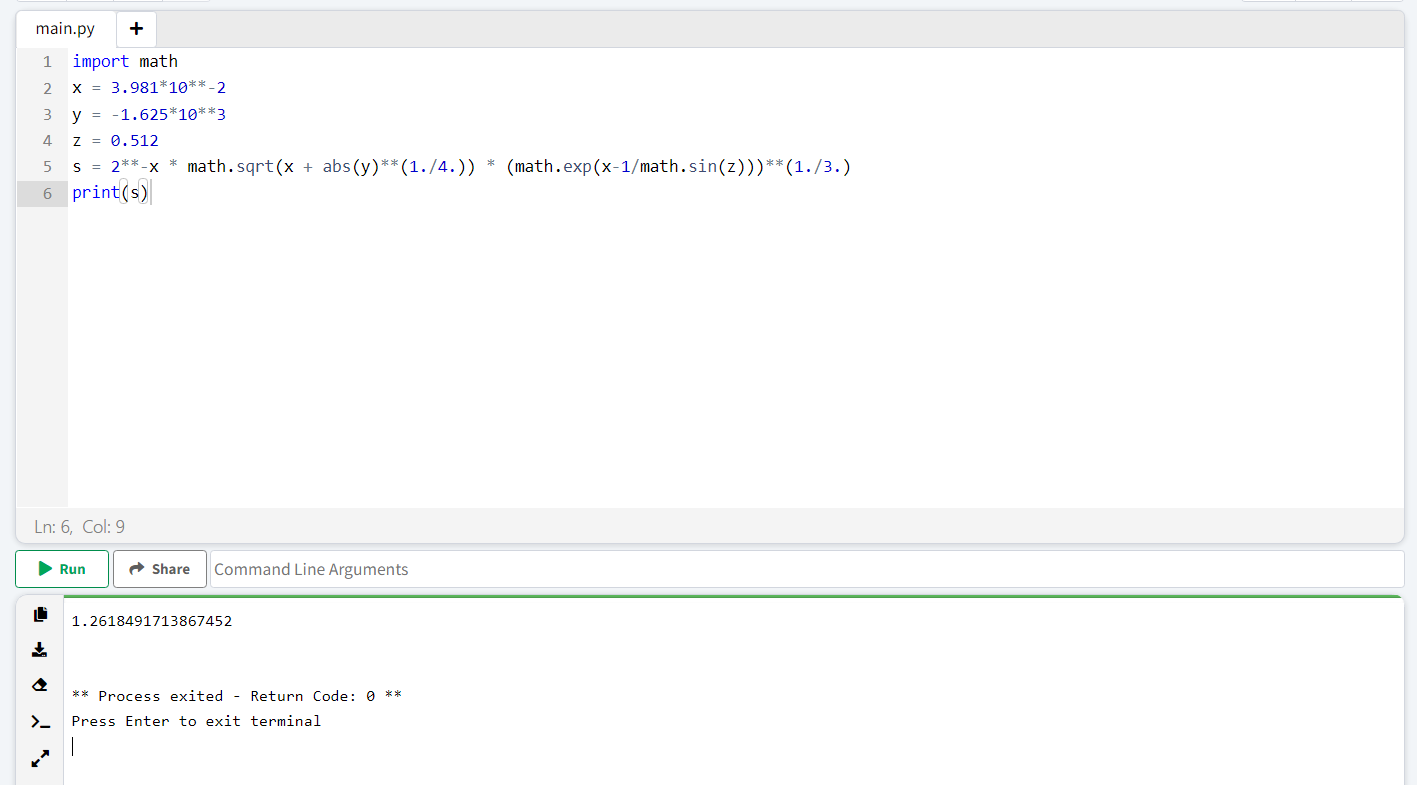 main.py +
1 import math
2 x = 3.981*10**-2
3 y = -1.625*10**3
4 z = 0.512
5 s = 2**-x * math.sqrt(x + abs(y)**(1./4.)) * (math.exp(x-1/math.sin(z)))**(1./3.)
6 print(s)
Ln: 6, Col: 9
Run Share Command Line Arguments
1.2618491713867452
** Process exited - Return Code: 0 **
Press Enter to exit terminal